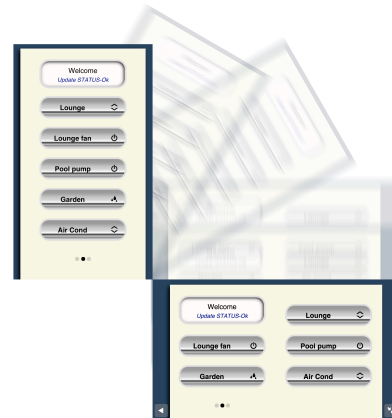 Welcome
Update STATUS-Ok
Lounge
Lounge fan
Pool pump
Garden
Air Cond
Welcome
Update STATUS-Ok
Lounge
Lounge fan
Pool pump
Garden
Air Cond